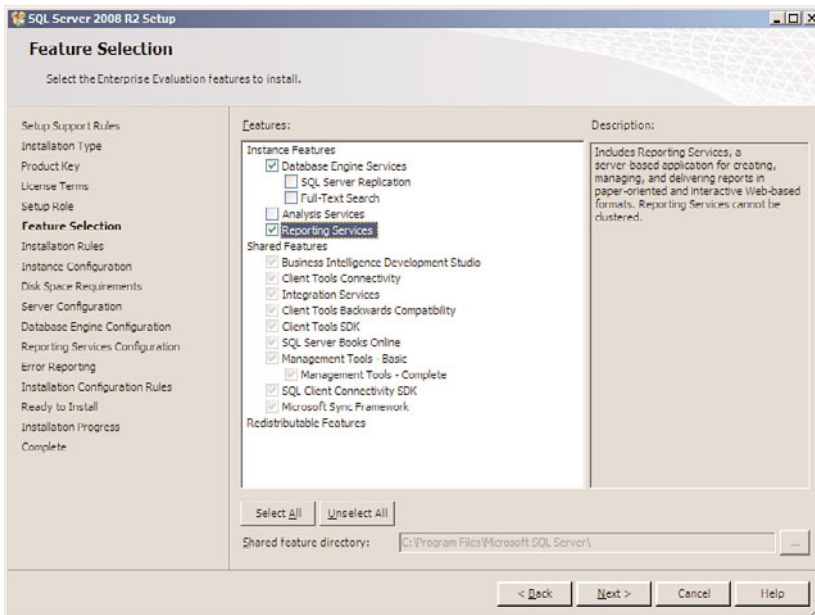 SQL Server 2008 R2 Setup
Feature Selection
Select the Enterprise Evaluation features to install.
Setup Support Rules
Installation Type
Product Key
License Terms
Setup Role
Feature Selection
Installation Rules
Instance Configuration
Disk Space Requirements
Server Configuration
Database Engine Configuration
Reporting Services Configuration
Error Reporting
Installation Configuration Rules
Ready to Install
Installation Progress
Complete
Features:
Instance Features
Database Engine Services
SQL Server Replication
Full-Text Search
Analysis Services
Reporting Services
Shared Features
Business Intelligence Development Studio
Client Tools Connectivity
Integration Services
Client Tools Backwards Compatibility
Client Tools SDK
SQL Server Books Online
Management Tools - Basic
Management Tools - Complete
SQL Client Connectivity SDK
Microsoft Sync Framework
Redistributable Features
Description:
Includes Reporting Services, a
server-based application for creating,
managing, and delivering reports in
paper-oriented and interactive Web-based
formats. Reporting Services cannot be
clustered.
Select All
Unselect All
Shared feature directory:
C:\Program Files\Microsoft SQL Server\
...
< Back
Next >
Cancel
Help